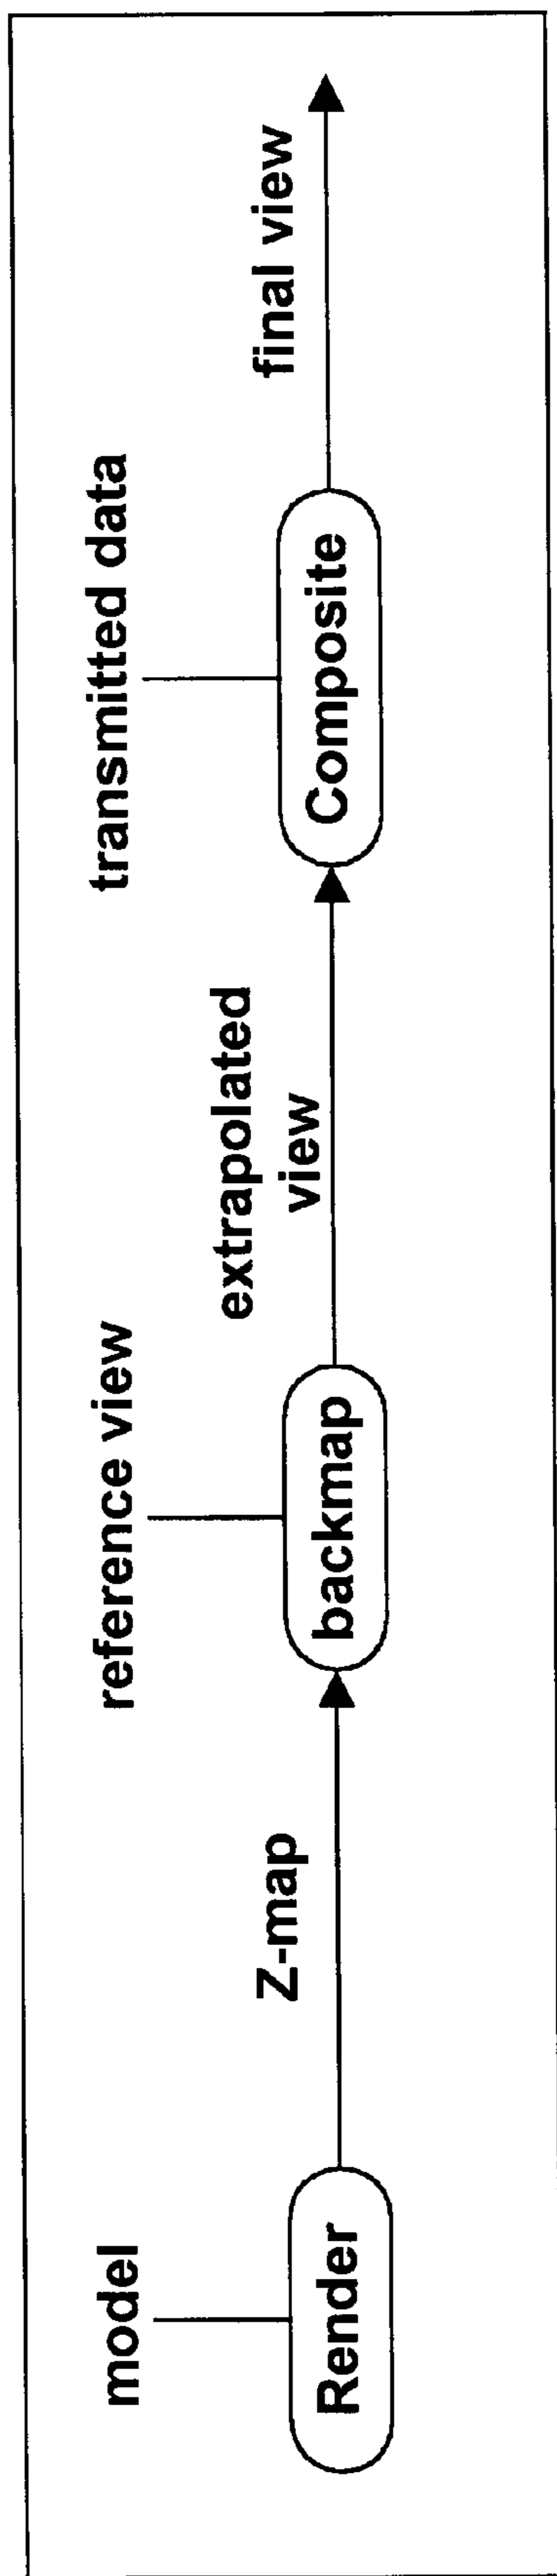 model
reference view
transmitted data
Z-map
extrapolated
view
final view
Render
backmap
Composite